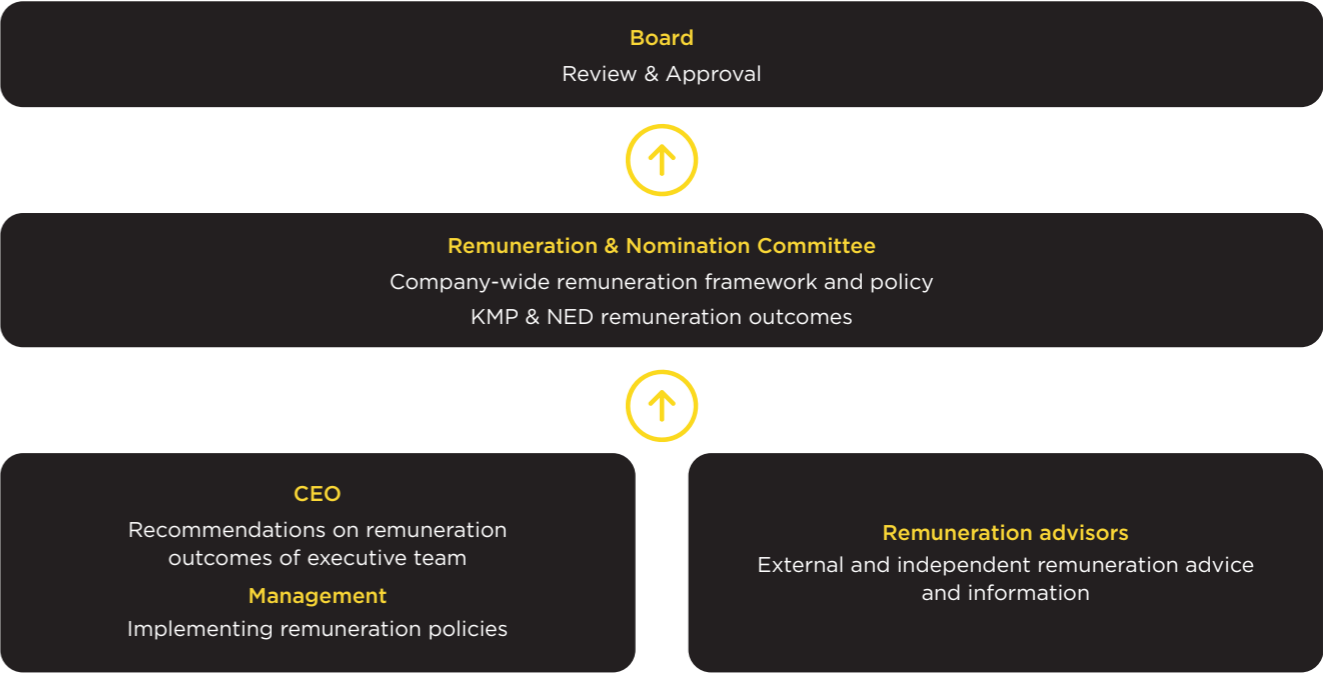 Board
Review & Approval
Remuneration & Nomination Committee
Company-wide remuneration framework and policy
KMP & NED remuneration outcomes
CEO
Recommendations on remuneration
outcomes of executive team
Management
Implementing remuneration policies
Remuneration advisors
External and independent remuneration advice
and information